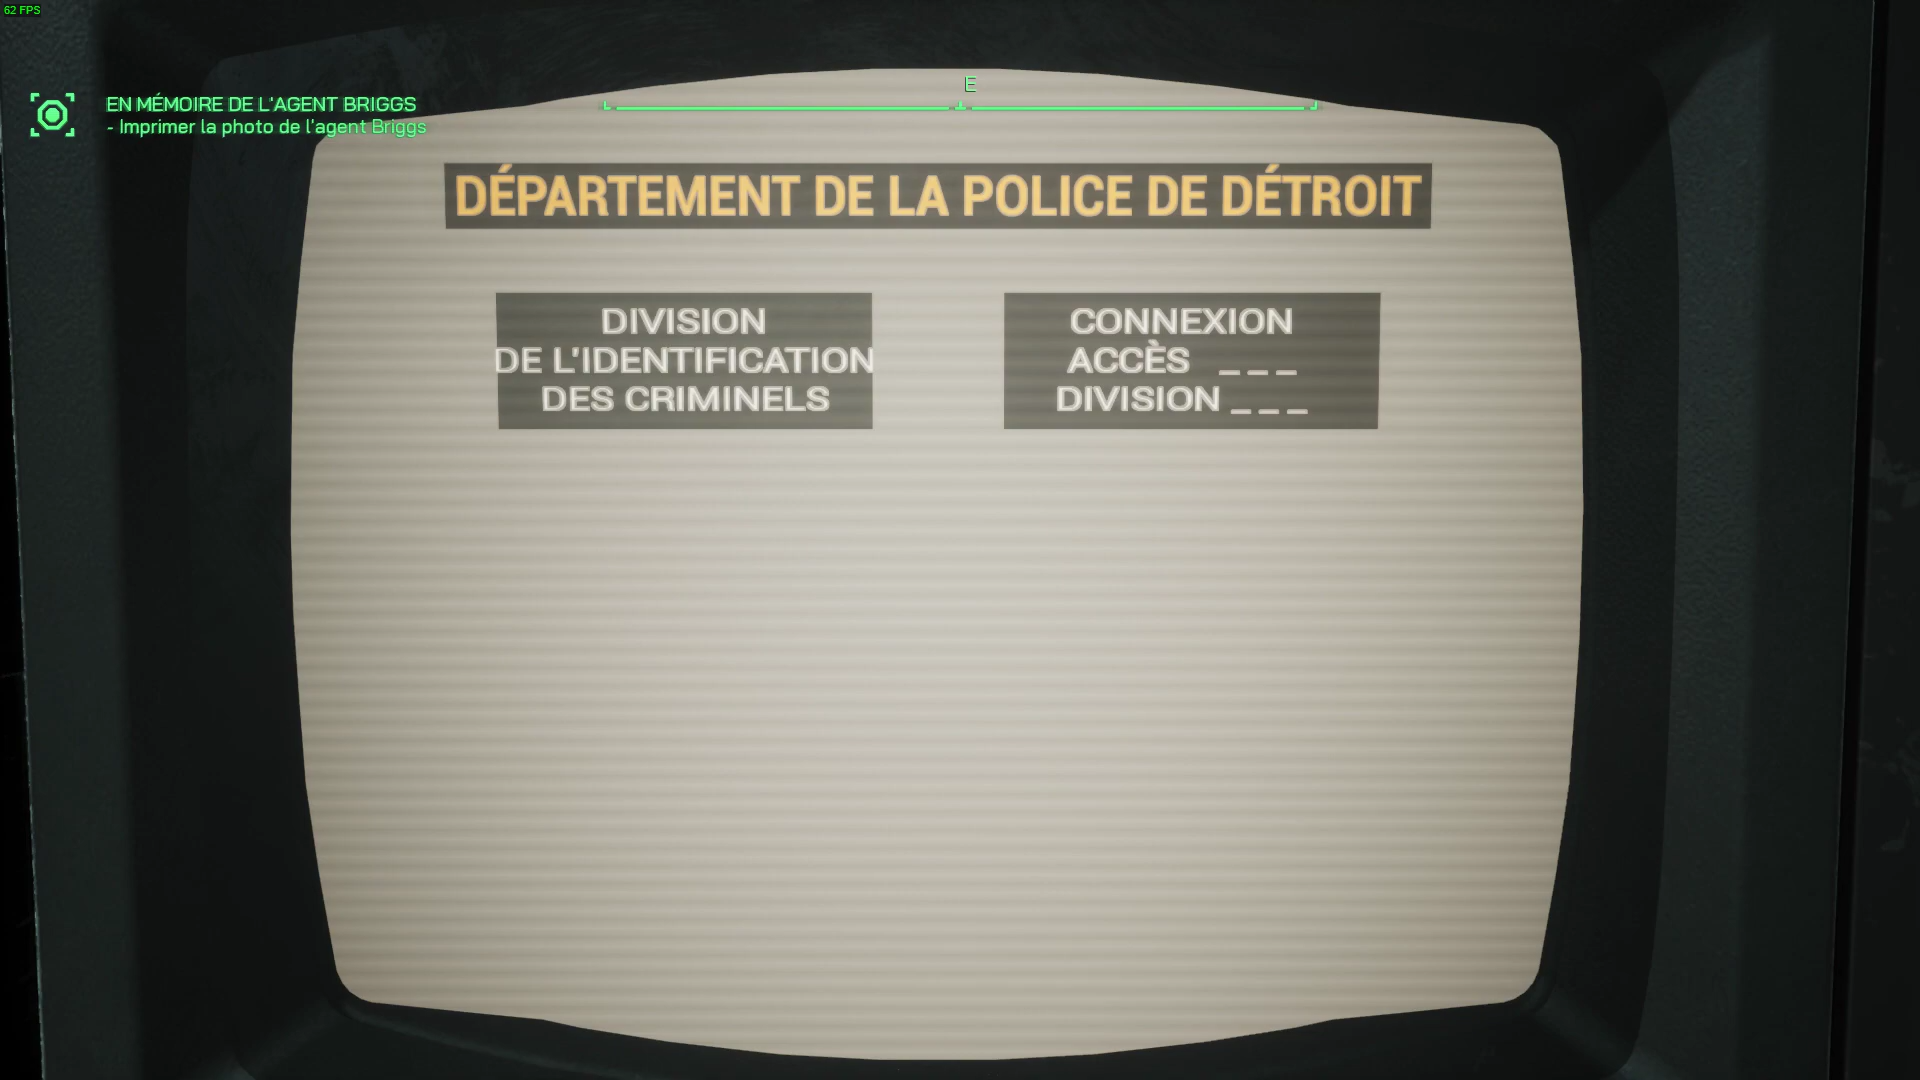 62 FPS
E
EN MÉMOIRE DE L'AGENT BRIGGS
- Imprimer la photo de l'agent Briggs
DÉPARTEMENT DE LA POLICE DE DÉTROIT
DIVISION
DE L'IDENTIFICATION
DES CRIMINELS
CONNEXION
ACCÈS _ _ _
DIVISION _ _ _